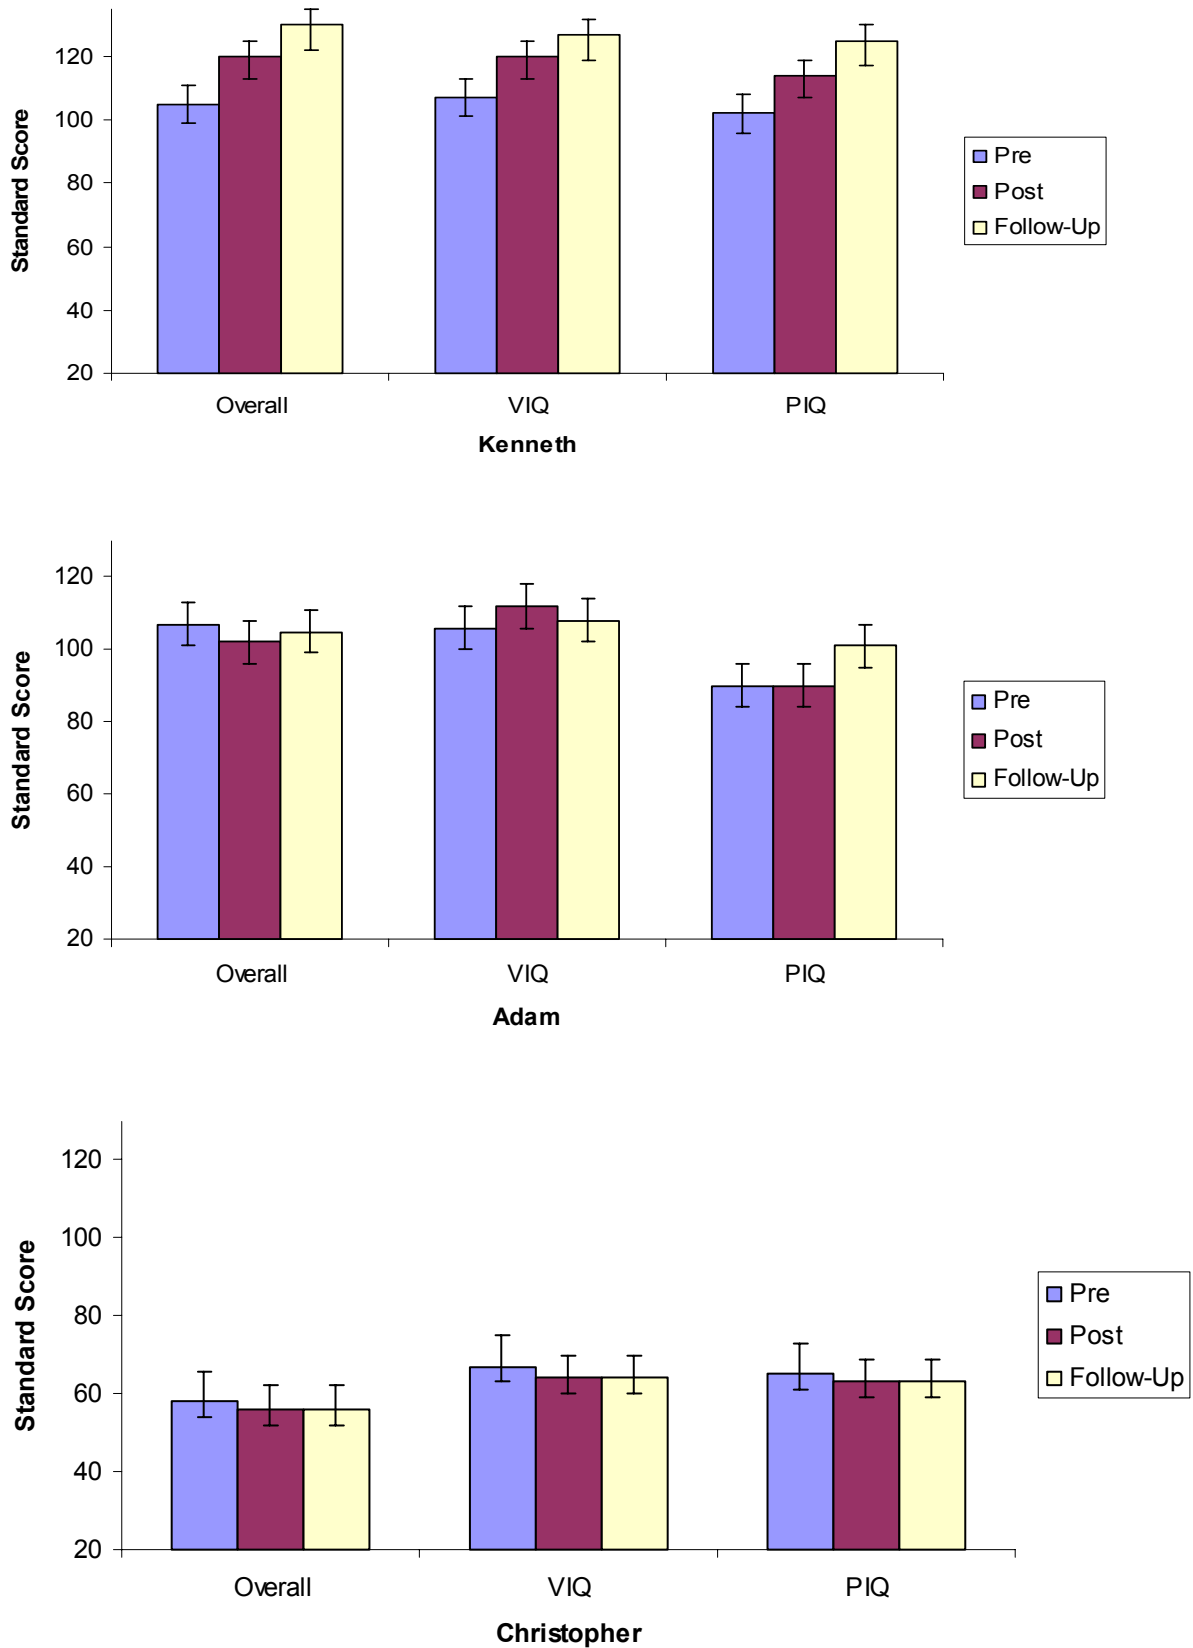 120
100
80
60
40
20
Standard Score
Overall
VIQ
PIQ
Kenneth
Pre
Post
Follow-Up
120
100
80
60
40
20
Standard Score
Overall
VIQ
PIQ
Adam
Pre
Post
Follow-Up
120
100
80
60
40
20
Standard Score
Overall
VIQ
PIQ
Christopher
Pre
Post
Follow-Up